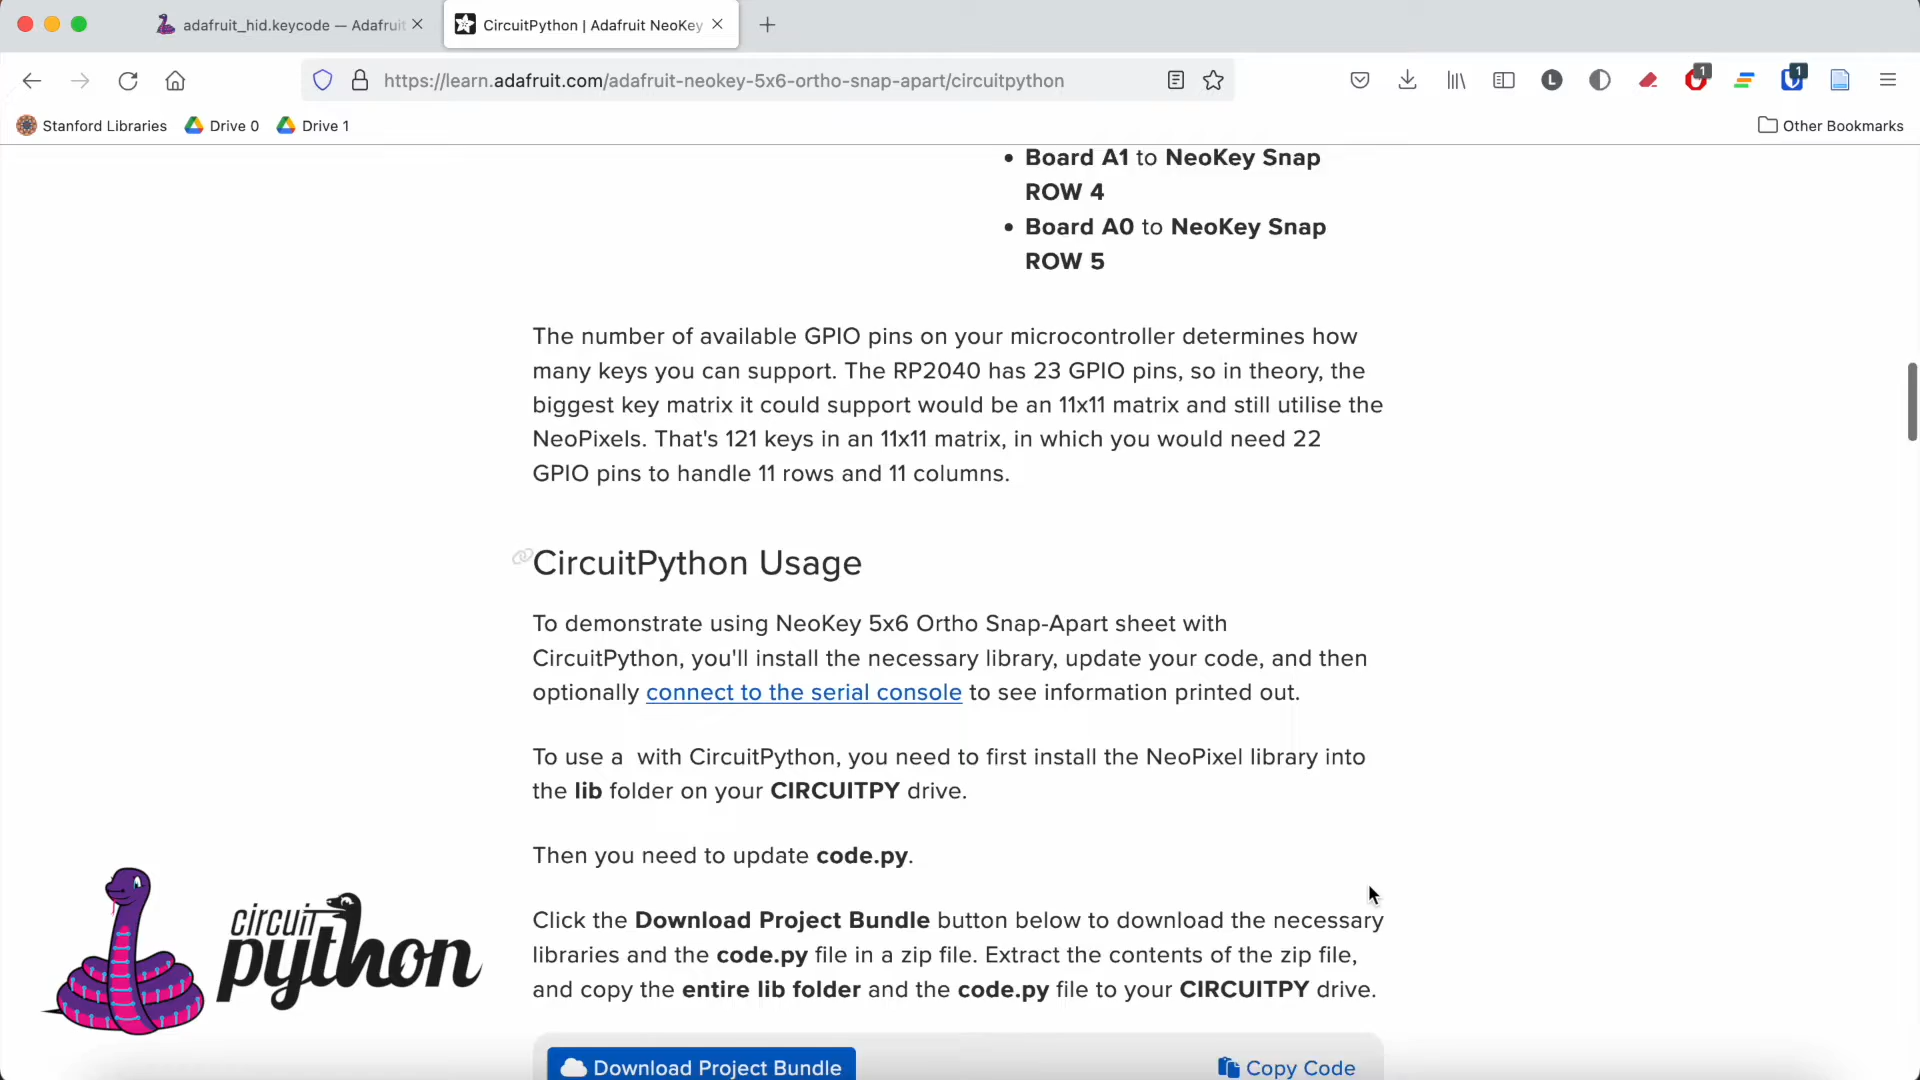 adafruit_hid.keycode — Adafruit
CircuitPython | Adafruit NeoKey
https://learn.adafruit.com/adafruit-neokey-5x6-ortho-snap-apart/circuitpython
L
1
1
Stanford Libraries
Drive 0
Drive 1
Other Bookmarks
Board A1 to NeoKey Snap
ROW 4
Board A0 to NeoKey Snap
ROW 5
The number of available GPIO pins on your microcontroller determines how
many keys you can support. The RP2040 has 23 GPIO pins, so in theory, the
biggest key matrix it could support would be an 11x11 matrix and still utilise the
NeoPixels. That's 121 keys in an 11x11 matrix, in which you would need 22
GPIO pins to handle 11 rows and 11 columns.
CircuitPython Usage
To demonstrate using NeoKey 5x6 Ortho Snap-Apart sheet with
CircuitPython, you'll install the necessary library, update your code, and then
optionally connect to the serial console to see information printed out.
To use a with CircuitPython, you need to first install the NeoPixel library into
the lib folder on your CIRCUITPY drive.
Then you need to update code.py.
Click the Download Project Bundle button below to download the necessary
libraries and the code.py file in a zip file. Extract the contents of the zip file,
and copy the entire lib folder and the code.py file to your CIRCUITPY drive.
circuit
python
Download Project Bundle
Copy Code